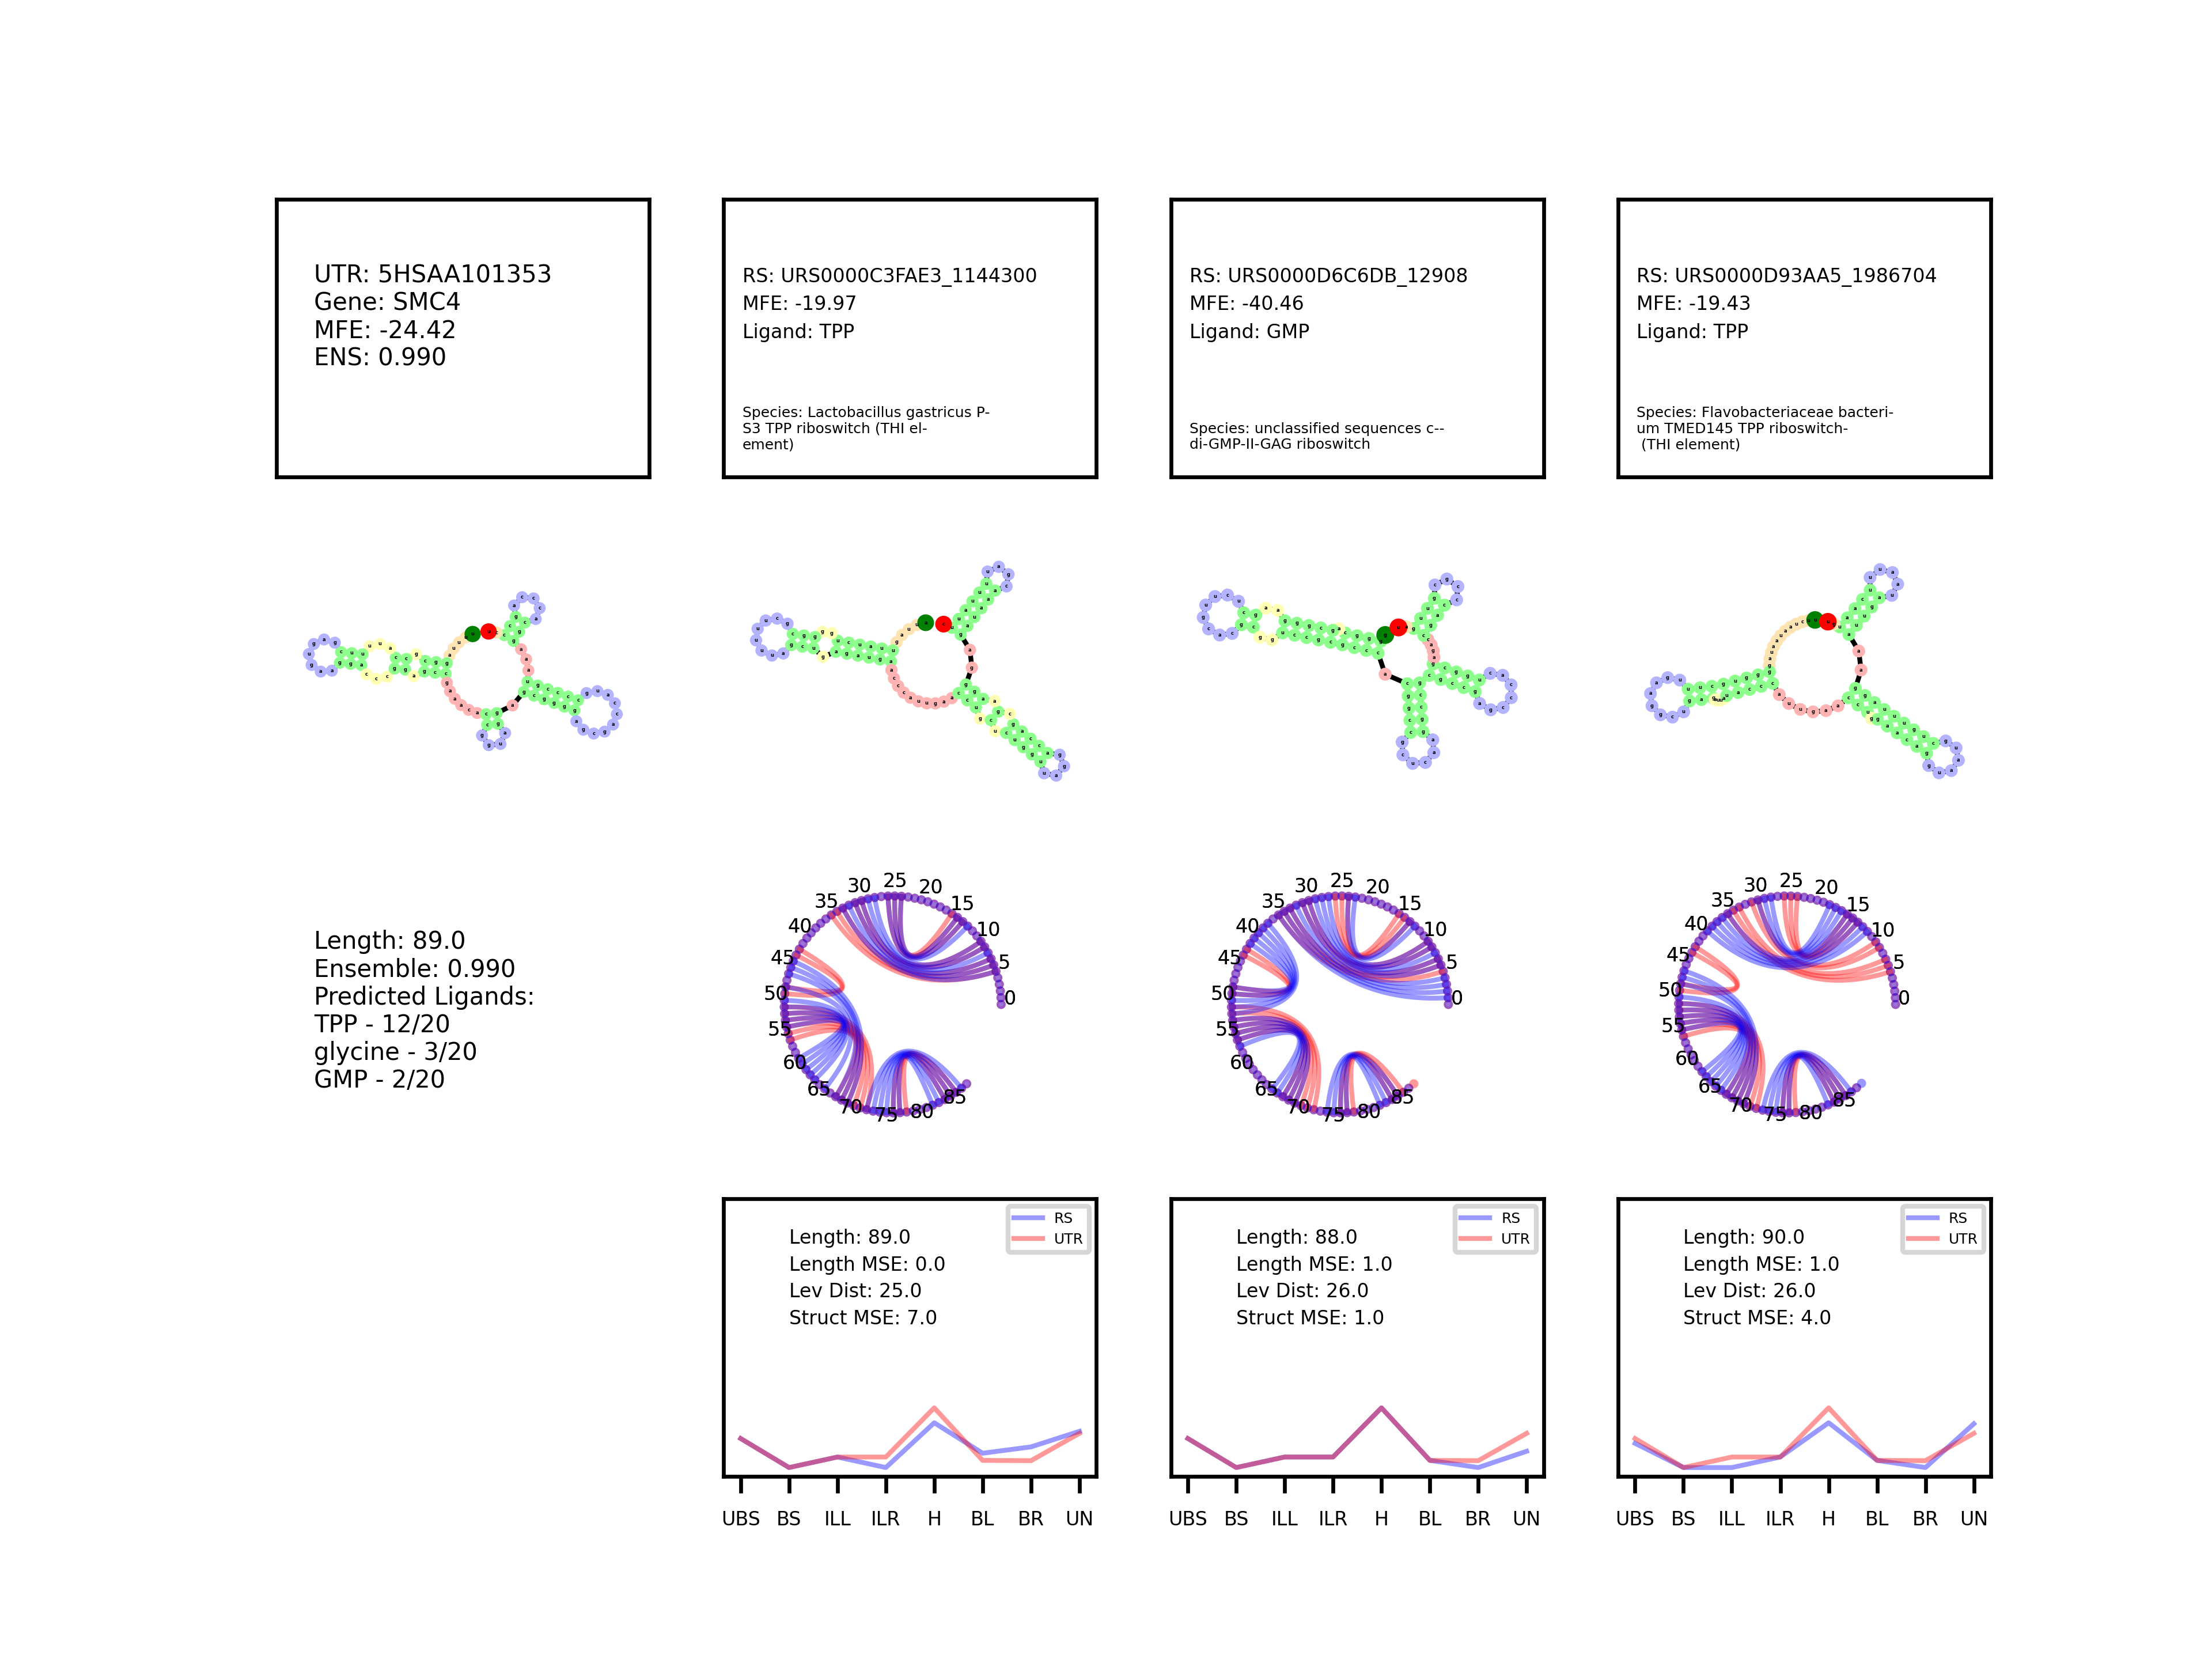 UTR: 5HSAA101353
Gene: SMC4
MFE: -24.42
ENS: 0.990
RS: URS0000C3FAE3_1144300
MFE: -19.97
Ligand: TPP
Species: Lactobacillus gastricus P-
S3 TPP riboswitch (THI el-
ement)
RS: URS0000D6C6DB_12908
MFE: -40.46
Ligand: GMP
Species: unclassified sequences c--
di-GMP-II-GAG riboswitch
RS: URS0000D93AA5_1986704
MFE: -19.43
Ligand: TPP
Species: Flavobacteriaceae bacteri-
um TMED145 TPP riboswitch-
(THI element)
Length: 89.0
Ensemble: 0.990
Predicted Ligands:
TPP - 12/20
glycine - 3/20
GMP - 2/20
0
5
10
15
20
25
30
35
40
45
50
55
60
65
70
75
80
85
0
5
10
15
20
25
30
35
40
45
50
55
60
65
70
75
80
85
0
5
10
15
20
25
30
35
40
45
50
55
60
65
70
75
80
85
RS
UTR
Length: 89.0
Length MSE: 0.0
Lev Dist: 25.0
Struct MSE: 7.0
UBS BS ILL ILR H BL BR UN
RS
UTR
Length: 88.0
Length MSE: 1.0
Lev Dist: 26.0
Struct MSE: 1.0
UBS BS ILL ILR H BL BR UN
RS
UTR
Length: 90.0
Length MSE: 1.0
Lev Dist: 26.0
Struct MSE: 4.0
UBS BS ILL ILR H BL BR UN